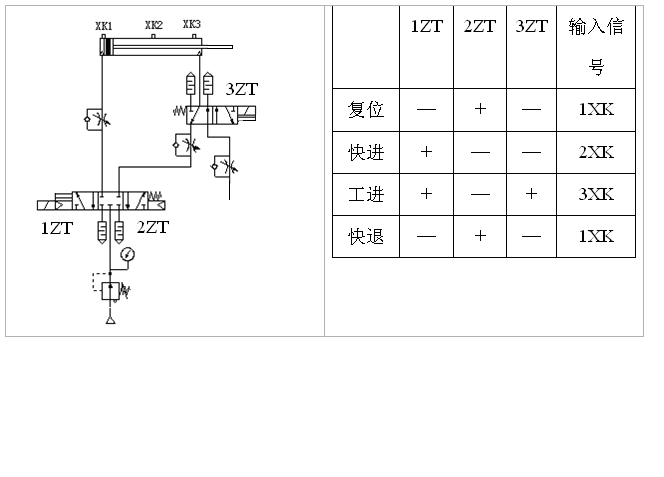 XK1 XK2 XK3
3ZT
1ZT 2ZT
1ZT 2ZT 3ZT 输入信
号
复位 — + — 1XK
快进 + — — 2XK
工进 + — + 3XK
快退 — + — 1XK